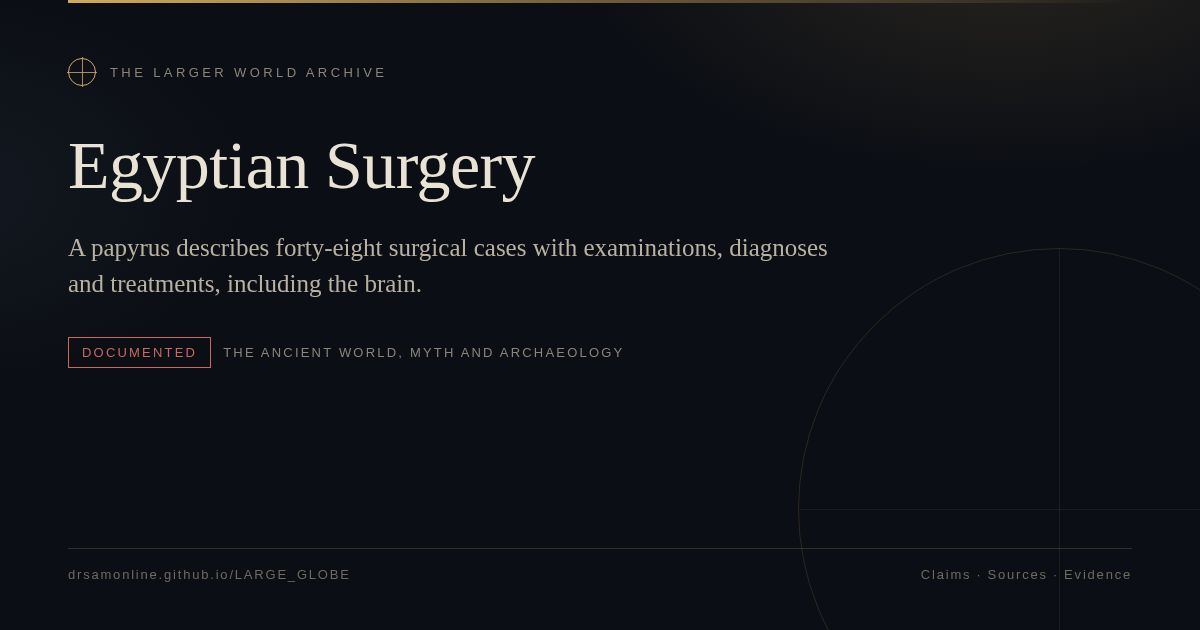 THE LARGER WORLD ARCHIVE
Egyptian Surgery
A papyrus describes forty-eight surgical cases with examinations, diagnoses
and treatments, including the brain.
DOCUMENTED THE ANCIENT WORLD, MYTH AND ARCHAEOLOGY
drsamonline.github.io/LARGE_GLOBE Claims · Sources · Evidence